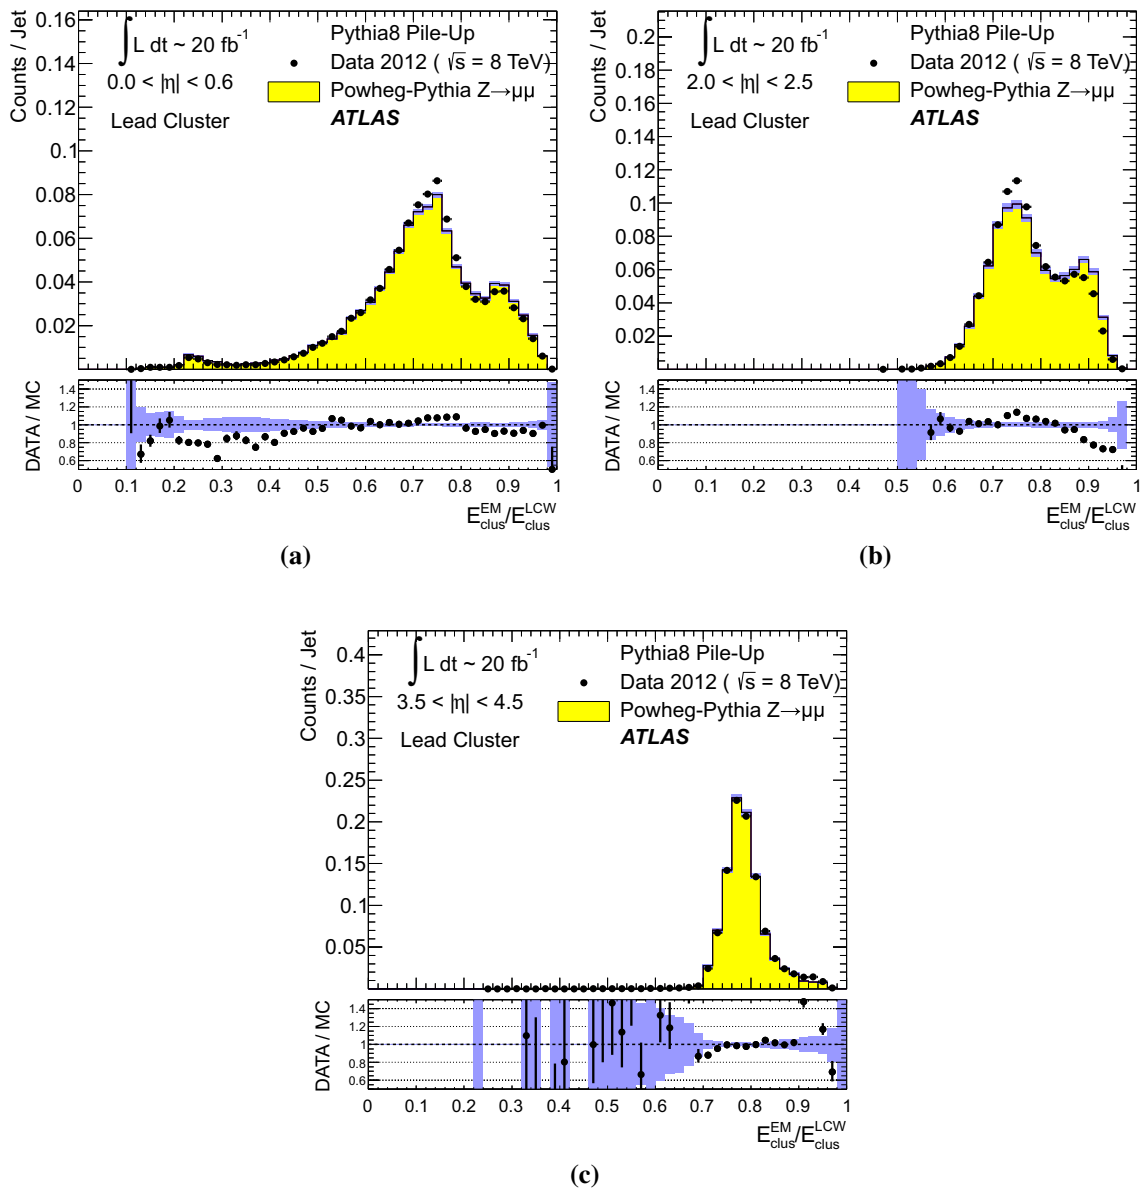 Counts / Jet
0.16
0.14
0.12
0.1
0.08
0.06
0.04
0.02
∫ L dt ~ 20 fb⁻¹
0.0 < |η| < 0.6
Lead Cluster
Pythia8 Pile-Up
Data 2012 ( √s = 8 TeV)
Powheg-Pythia Z→μμ
ATLAS
DATA / MC
1.4
1.2
1
0.8
0.6
0 0.1 0.2 0.3 0.4 0.5 0.6 0.7 0.8 0.9 1
E^EM_clus/E^LCW_clus
(a)
Counts / Jet
0.2
0.18
0.16
0.14
0.12
0.1
0.08
0.06
0.04
0.02
∫ L dt ~ 20 fb⁻¹
2.0 < |η| < 2.5
Lead Cluster
Pythia8 Pile-Up
Data 2012 ( √s = 8 TeV)
Powheg-Pythia Z→μμ
ATLAS
DATA / MC
1.4
1.2
1
0.8
0.6
0 0.1 0.2 0.3 0.4 0.5 0.6 0.7 0.8 0.9 1
E^EM_clus/E^LCW_clus
(b)
Counts / Jet
0.4
0.35
0.3
0.25
0.2
0.15
0.1
0.05
∫ L dt ~ 20 fb⁻¹
3.5 < |η| < 4.5
Lead Cluster
Pythia8 Pile-Up
Data 2012 ( √s = 8 TeV)
Powheg-Pythia Z→μμ
ATLAS
DATA / MC
1.4
1.2
1
0.8
0.6
0 0.1 0.2 0.3 0.4 0.5 0.6 0.7 0.8 0.9 1
E^EM_clus/E^LCW_clus
(c)